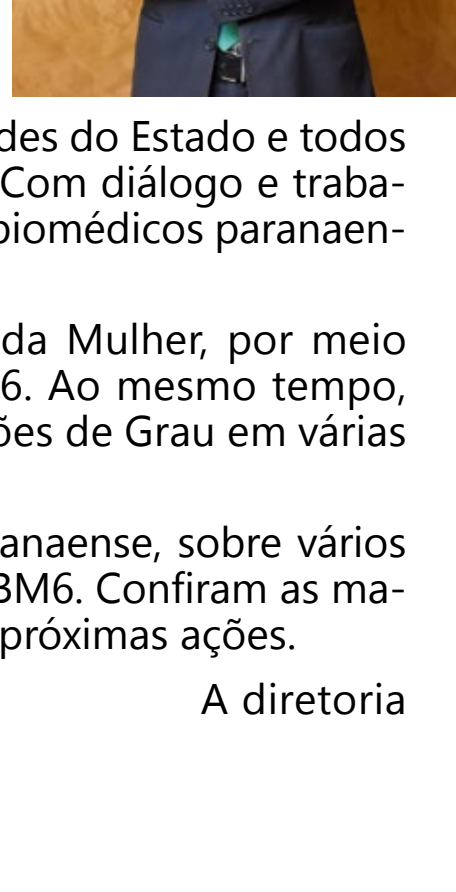 des do Estado e todos
Com diálogo e traba-
biomédicos paranaen-
da Mulher, por meio
6. Ao mesmo tempo,
ões de Grau em várias
anaense, sobre vários
BM6. Confiram as ma-
próximas ações.
A diretoria